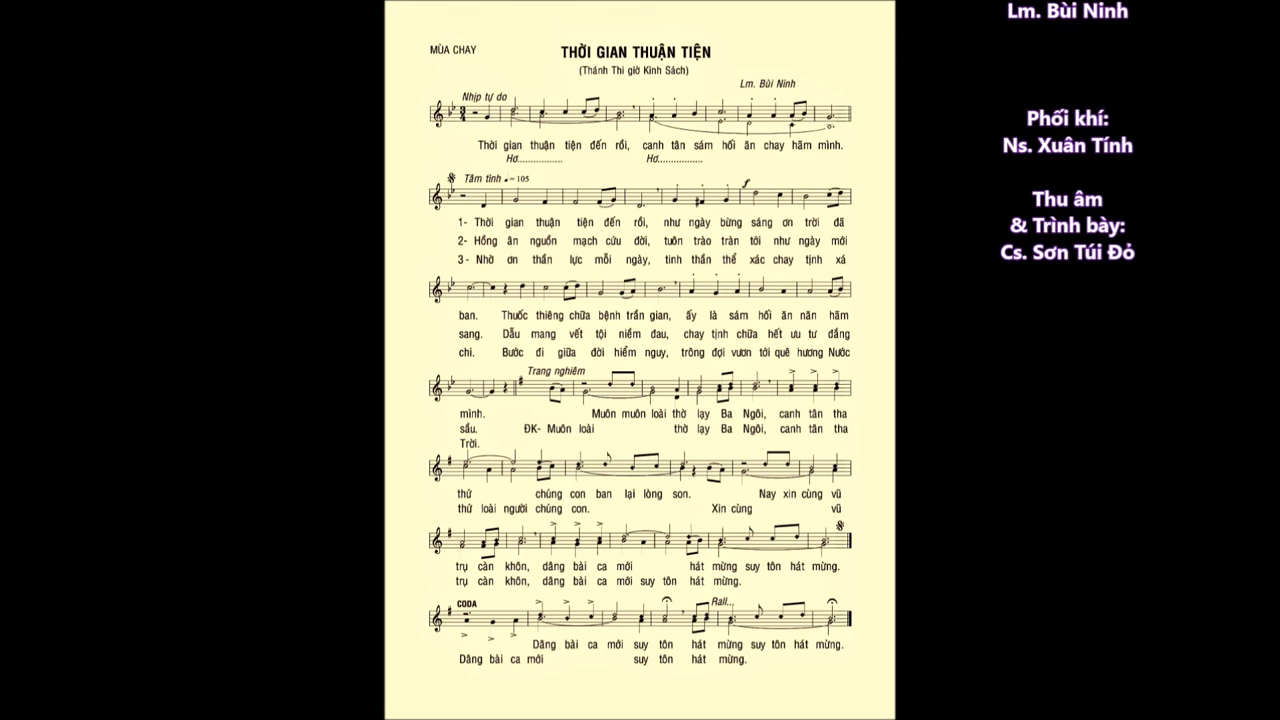 MÙA CHAY
THỜI GIAN THUẬN TIỆN
(Thánh Thi giờ Kinh Sách)
Lm. Bùi Ninh
Nhịp tự do
Thời gian thuận tiện đến rồi, canh tân sám hối ăn chay hãm mình.
Hơ................. Hơ.................
Tâm tình = 105
f
1- Thời gian thuận tiện đến rồi, như ngày bừng sáng ơn trời đã
2- Hồng ân nguồn mạch cứu đời, tuôn trào tràn tới như ngày mới
3- Nhờ ơn thần lực mỗi ngày, tinh thần thể xác chay tịnh xá
ban. Thuốc thiêng chữa bệnh trần gian, ấy là sám hối ăn năn hãm
sang. Dẫu mang vết tội niềm đau, chay tịnh chữa hết ưu tư đắng
chi. Bước đi giữa đời hiểm nguy, trông đợi vươn tới quê hương Nước
Trang nghiêm
mình. Muôn muôn loài thờ lạy Ba Ngôi, canh tân tha
sầu. ĐK- Muôn loài thờ lạy Ba Ngôi, canh tân tha
Trời.
thứ chúng con ban lại lòng son. Nay xin cùng vũ
thứ loài người chúng con. Xin cùng vũ
trụ càn khôn, dâng bài ca mới hát mừng suy tôn hát mừng.
trụ càn khôn, dâng bài ca mới suy tôn hát mừng.
CODA
Rall...
Dâng bài ca mới suy tôn hát mừng suy tôn hát mừng.
Dâng bài ca mới suy tôn hát mừng.
Lm. Bùi Ninh
Phối khí:
Ns. Xuân Tính
Thu âm
& Trình bày:
Cs. Sơn Túi Đỏ